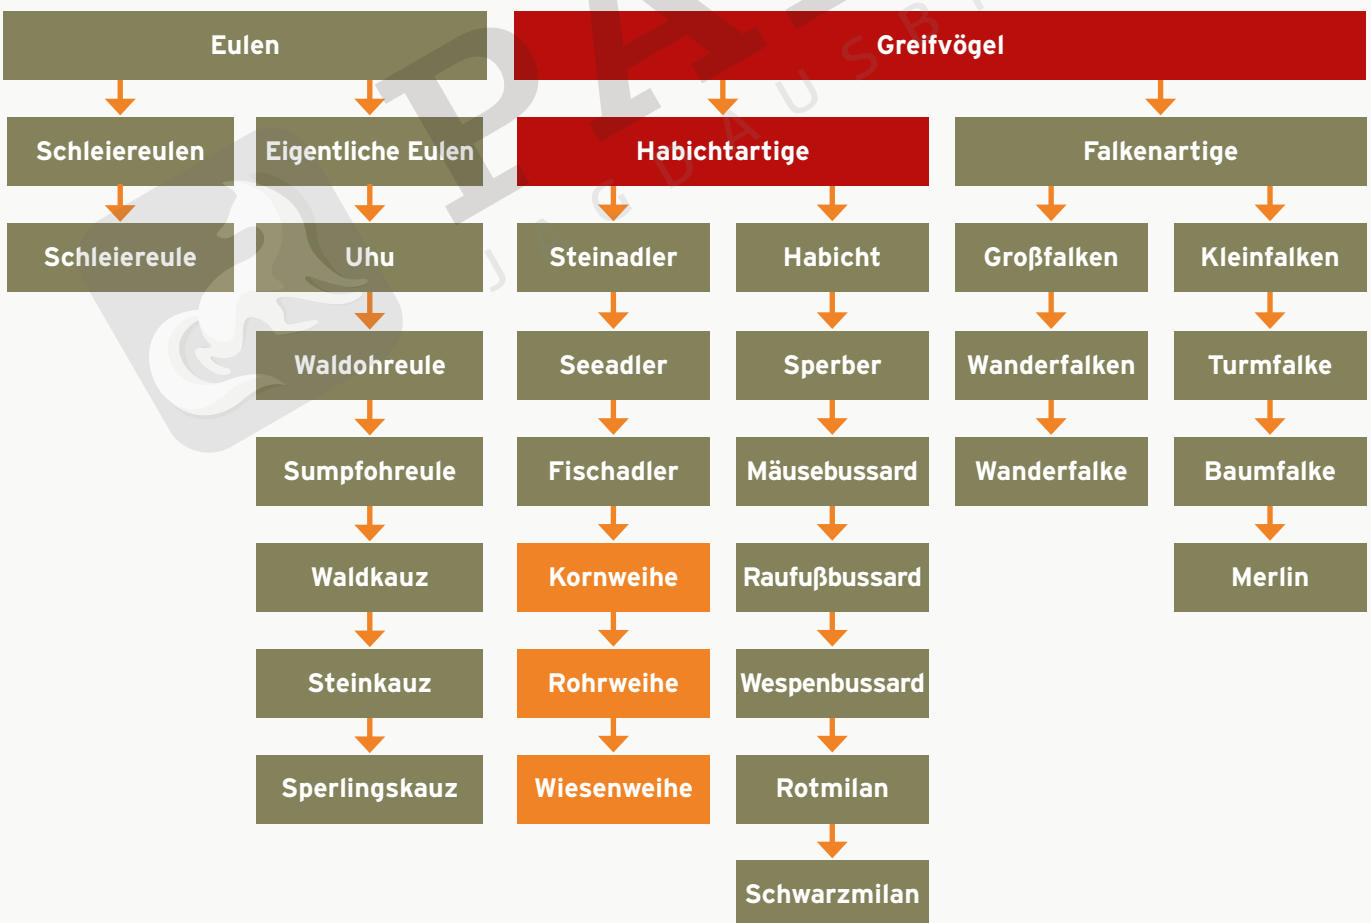 Eulen
Greifvögel
Schleiereulen
Eigentliche Eulen
Habichtartige
Falkenartige
Schleiereule
Uhu
Steinadler
Habicht
Großfalken
Kleinfalken
Waldohreule
Seeadler
Sperber
Wanderfalken
Turmfalke
Sumpfohreule
Fischadler
Mäusebussard
Wanderfalke
Baumfalke
Waldkauz
Kornweihe
Raufußbussard
Merlin
Steinkauz
Rohrweihe
Wespenbussard
Sperlingskauz
Wiesenweihe
Rotmilan
Schwarzmilan